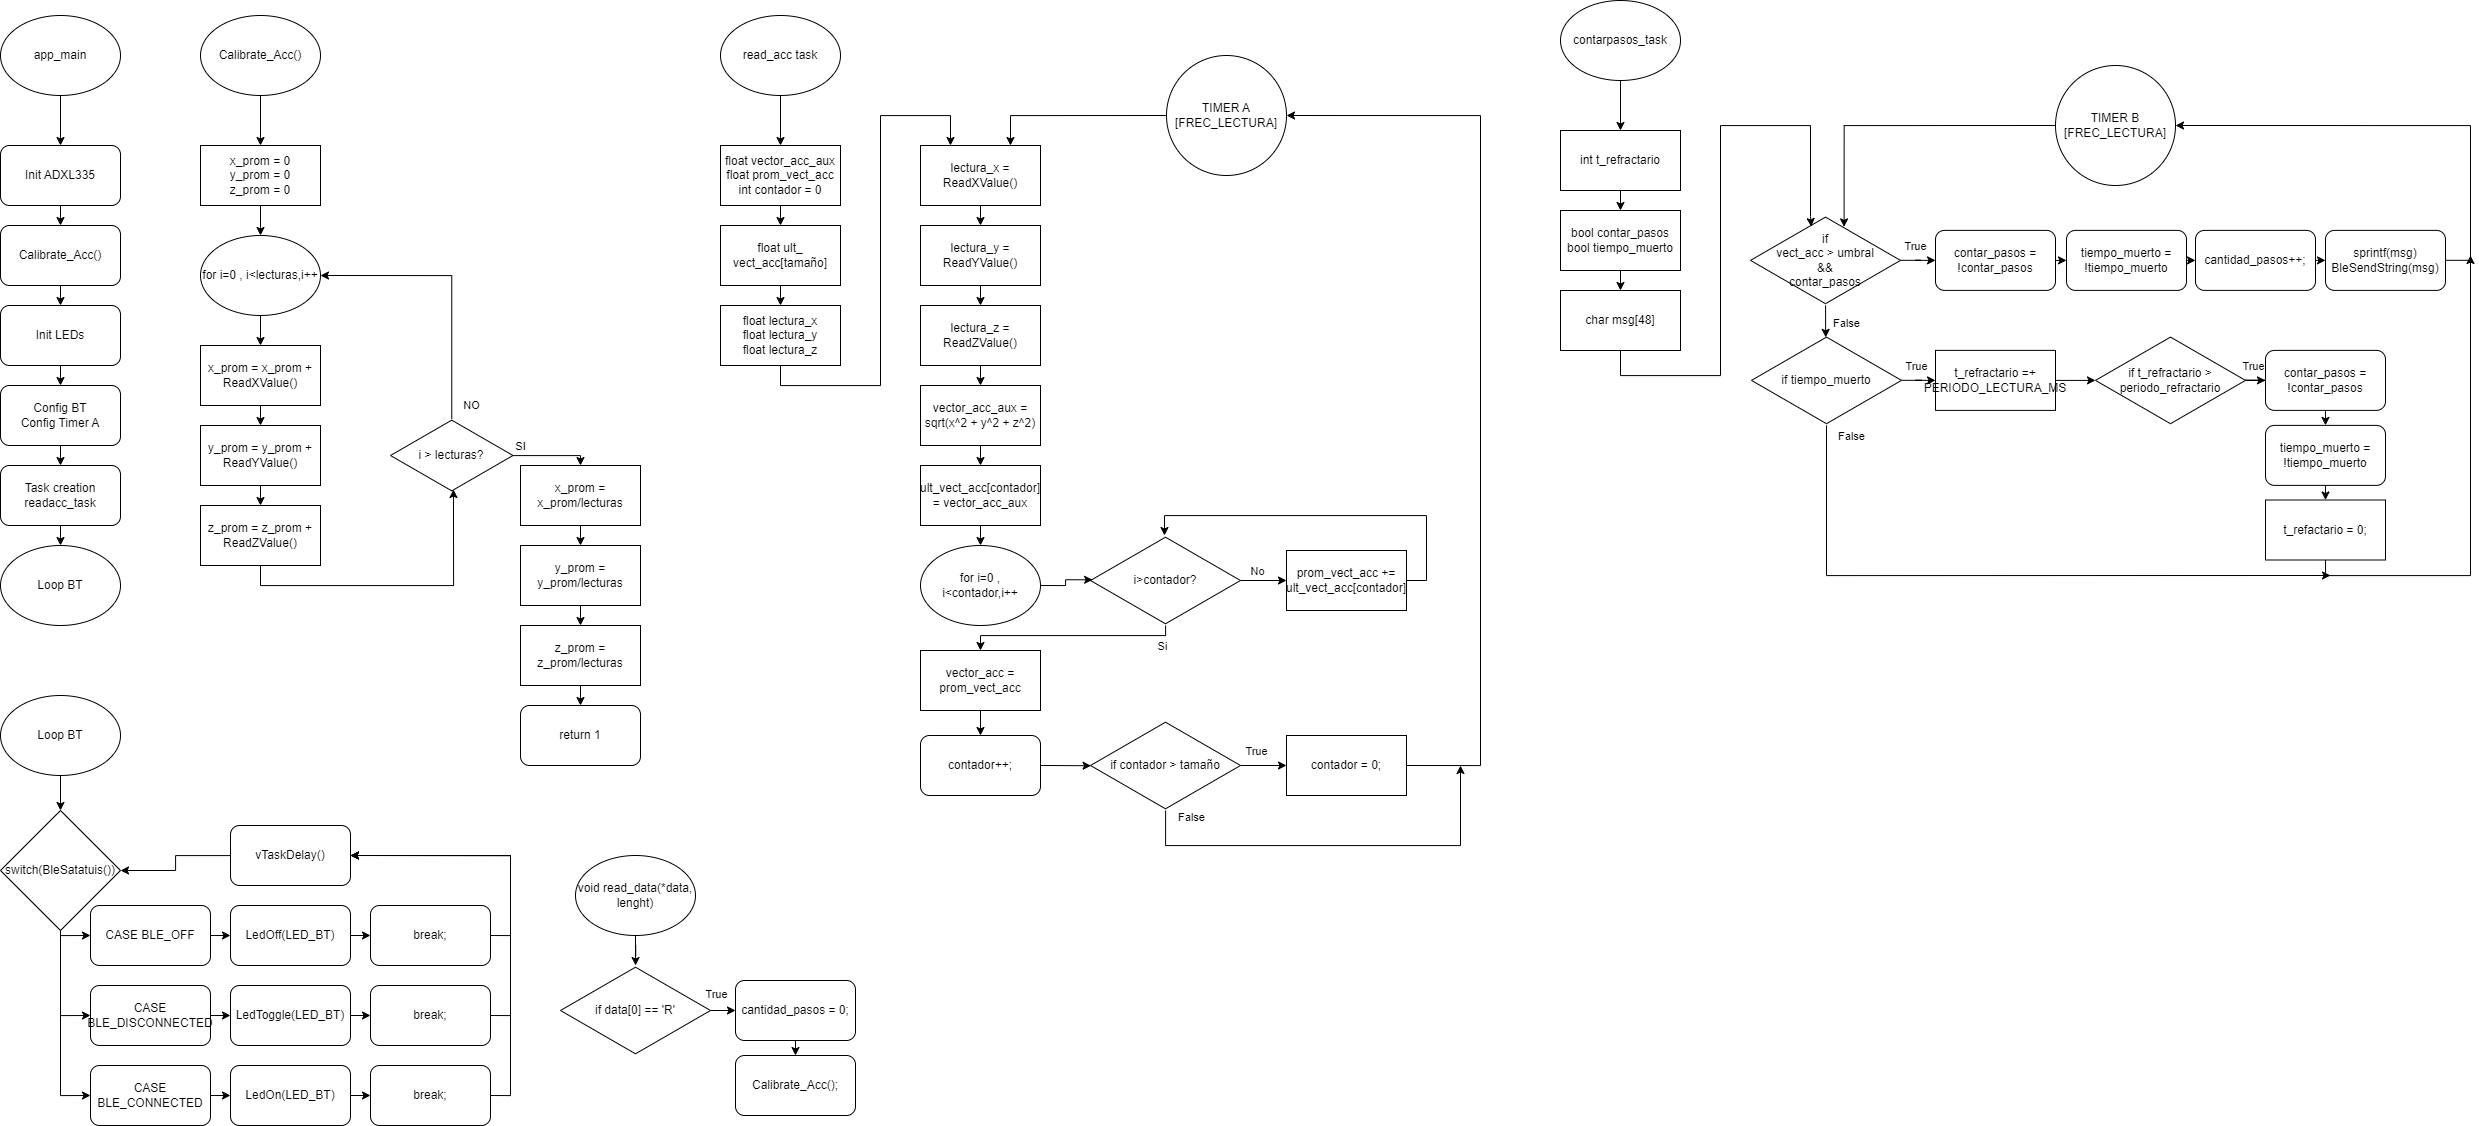 app_main
Init ADXL335
Calibrate_Acc()
Init LEDs
Config BT
Config Timer A
Task creation
readacc_task
Loop BT
Calibrate_Acc()
x_prom = 0
y_prom = 0
z_prom = 0
for i=0 , i<lecturas,i++
x_prom = x_prom +
ReadXValue()
y_prom = y_prom +
ReadYValue()
z_prom = z_prom +
ReadZValue()
NO
i > lecturas?
SI
x_prom =
x_prom/lecturas
y_prom =
y_prom/lecturas
z_prom =
z_prom/lecturas
return 1
read_acc task
float vector_acc_aux
float prom_vect_acc
int contador = 0
float ult_
vect_acc[tamaño]
float lectura_x
float lectura_y
float lectura_z
TIMER A
[FREC_LECTURA]
lectura_x =
ReadXValue()
lectura_y =
ReadYValue()
lectura_z =
ReadZValue()
vector_acc_aux =
sqrt(x^2 + y^2 + z^2)
ult_vect_acc[contador]
= vector_acc_aux
for i=0 ,
i<contador,i++
i>contador?
No
prom_vect_acc +=
ult_vect_acc[contador]
Si
vector_acc =
prom_vect_acc
contador++;
if contador > tamaño
True
contador = 0;
False
contarpasos_task
int t_refractario
bool contar_pasos
bool tiempo_muerto
char msg[48]
TIMER B
[FREC_LECTURA]
if
vect_acc > umbral
&&
contar_pasos
True
contar_pasos =
!contar_pasos
tiempo_muerto =
!tiempo_muerto
cantidad_pasos++;
sprintf(msg)
BleSendString(msg)
False
if tiempo_muerto
True
t_refractario =+
PERIODO_LECTURA_MS
if t_refractario >
periodo_refractario
True
contar_pasos =
!contar_pasos
False
tiempo_muerto =
!tiempo_muerto
t_refactario = 0;
Loop BT
switch(BleSatatuis())
vTaskDelay()
CASE BLE_OFF
LedOff(LED_BT)
break;
CASE
BLE_DISCONNECTED
LedToggle(LED_BT)
break;
CASE
BLE_CONNECTED
LedOn(LED_BT)
break;
void read_data(*data,
lenght)
if data[0] == 'R'
True
cantidad_pasos = 0;
Calibrate_Acc();